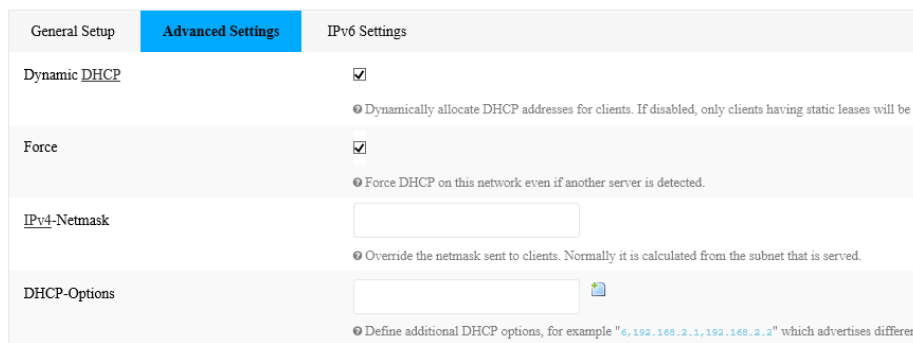 General Setup Advanced Settings IPv6 Settings
Dynamic DHCP
Dynamically allocate DHCP addresses for clients. If disabled, only clients having static leases will be
Force
Force DHCP on this network even if another server is detected.
IPv4-Netmask
Override the netmask sent to clients. Normally it is calculated from the subnet that is served.
DHCP-Options
Define additional DHCP options, for example "6,192.168.2.1,192.168.2.2" which advertises differen